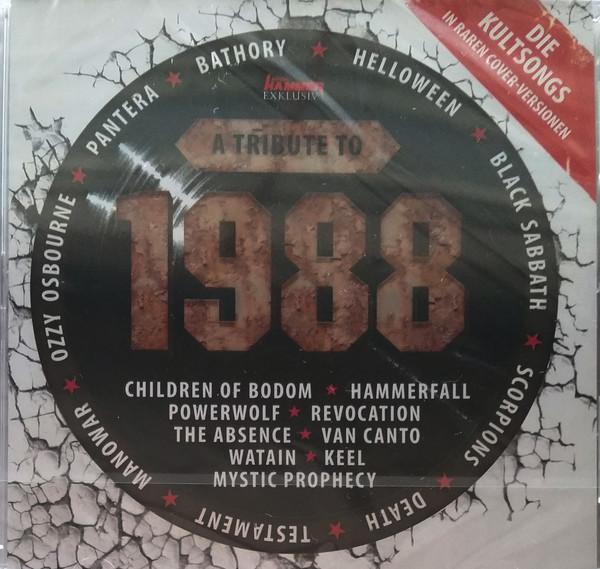 DIE
KULTSONGS
IN RAREN COVER-VERSIONEN
BATHORY ★ HELLOWEEN ★ BLACK SABBATH ★ SCORPIONS ★ DEATH ★ TESTAMENT ★ MANOWAR ★ OZZY OSBOURNE ★ PANTERA ★
METAL HAMMER
EXKLUSIV
A TRIBUTE TO
1988
CHILDREN OF BODOM ★ HAMMERFALL
POWERWOLF ★ REVOCATION
THE ABSENCE ★ VAN CANTO
WATAIN ★ KEEL
MYSTIC PROPHECY